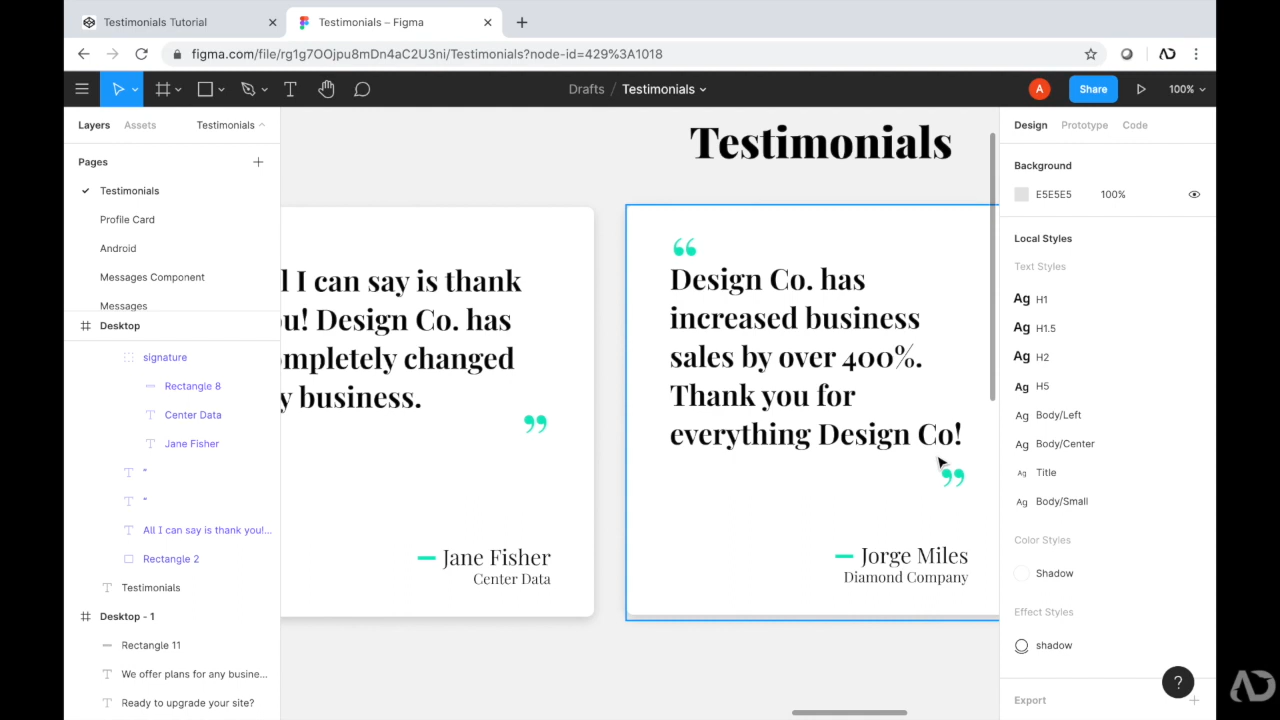 Testimonials Tutorial
Testimonials – Figma
figma.com/file/rg1g7OOjpu8mDn4aC2U3ni/Testimonials?node-id=429%3A1018
Drafts / Testimonials
A
Share
100%
Layers
Assets
Testimonials
Pages
Testimonials
Profile Card
Android
Messages Component
Messages
Desktop
signature
Rectangle 8
Center Data
Jane Fisher
"
"
All I can say is thank you!...
Rectangle 2
Testimonials
Desktop - 1
Rectangle 11
We offer plans for any busine...
Ready to upgrade your site?
Testimonials
l I can say is thank
u! Design Co. has
mpletely changed
y business.
”
Jane Fisher
Center Data
“
Design Co. has
increased business
sales by over 400%.
Thank you for
everything Design Co!
”
Jorge Miles
Diamond Company
Design
Prototype
Code
Background
E5E5E5
100%
Local Styles
Text Styles
Ag H1
Ag H1.5
Ag H2
Ag H5
Ag Body/Left
Ag Body/Center
Ag Title
Ag Body/Small
Color Styles
Shadow
Effect Styles
shadow
Export
?